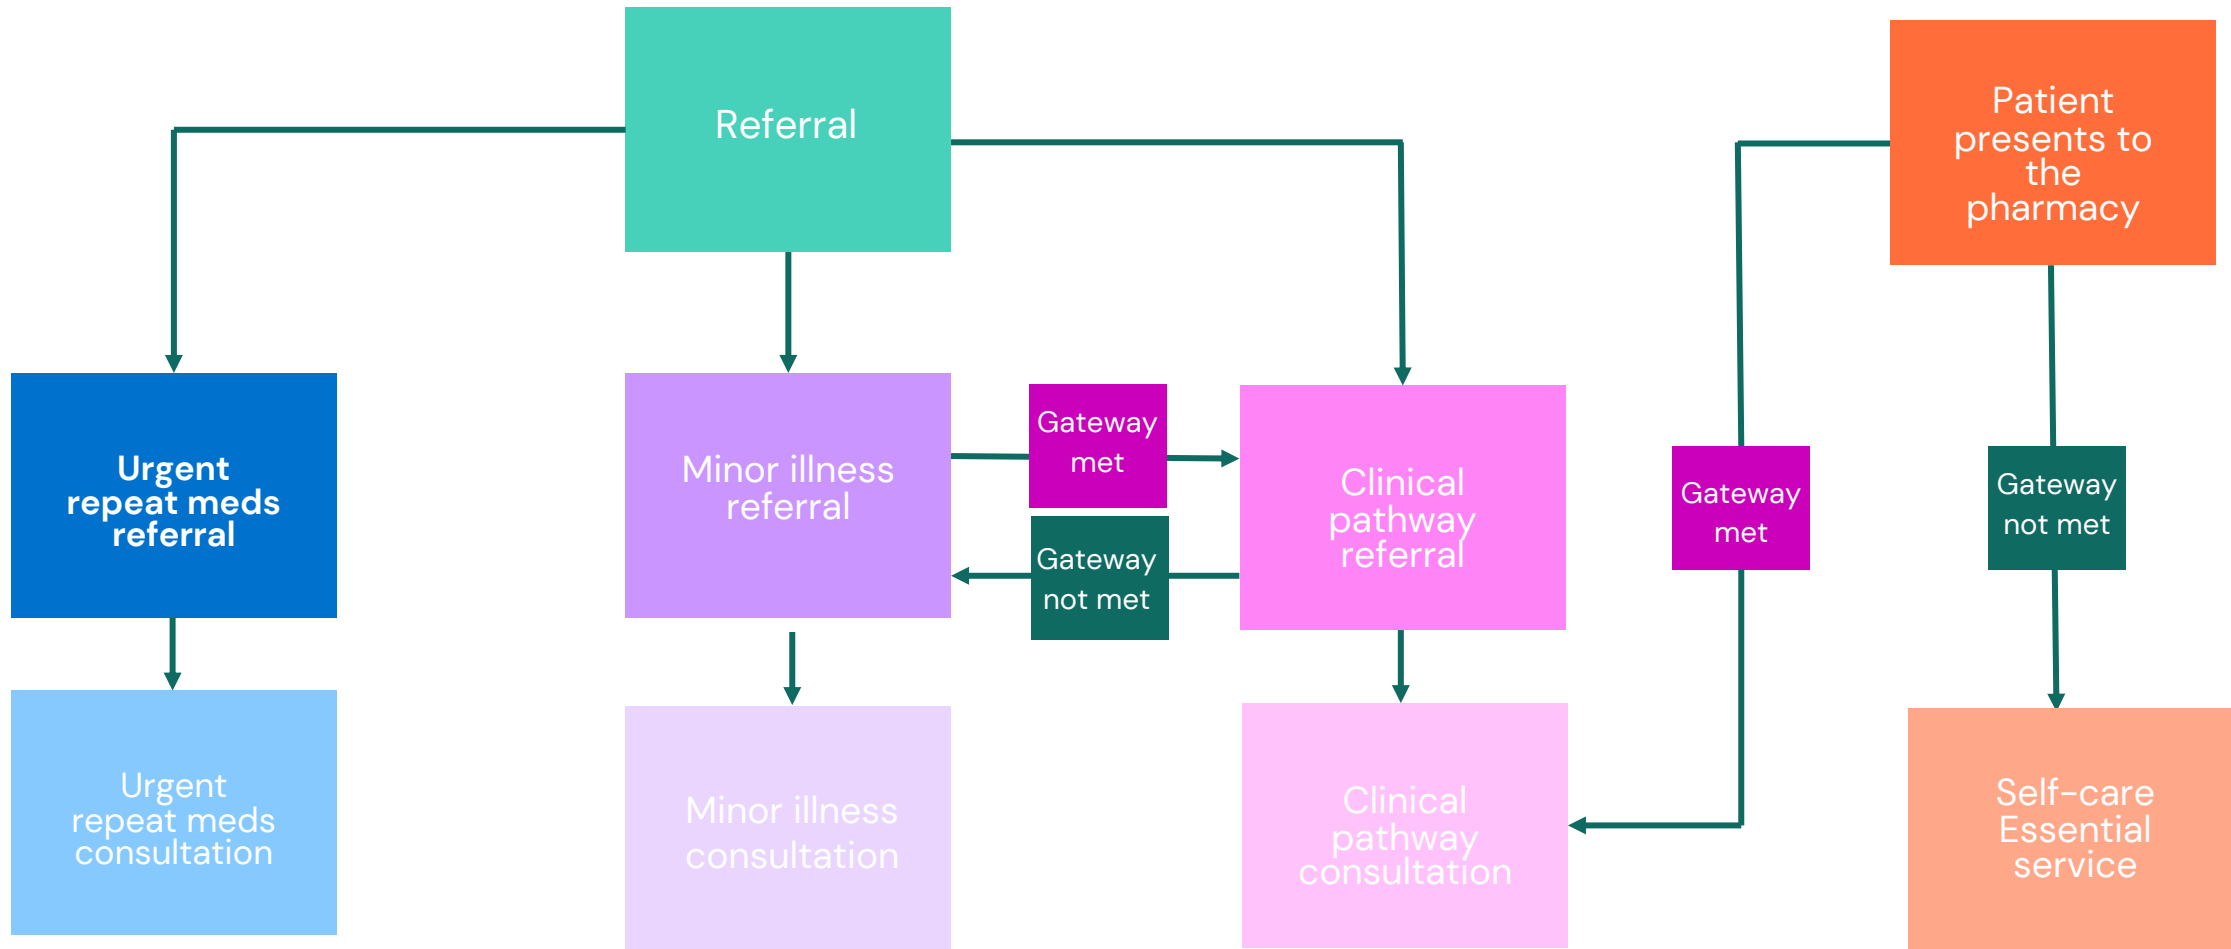 Referral
Patient
presents to
the
pharmacy
Urgent
repeat meds
referral
Minor illness
referral
Gateway
met
Gateway
not met
Clinical
pathway
referral
Gateway
met
Gateway
not met
Urgent
repeat meds
consultation
Minor illness
consultation
Clinical
pathway
consultation
Self-care
Essential
service